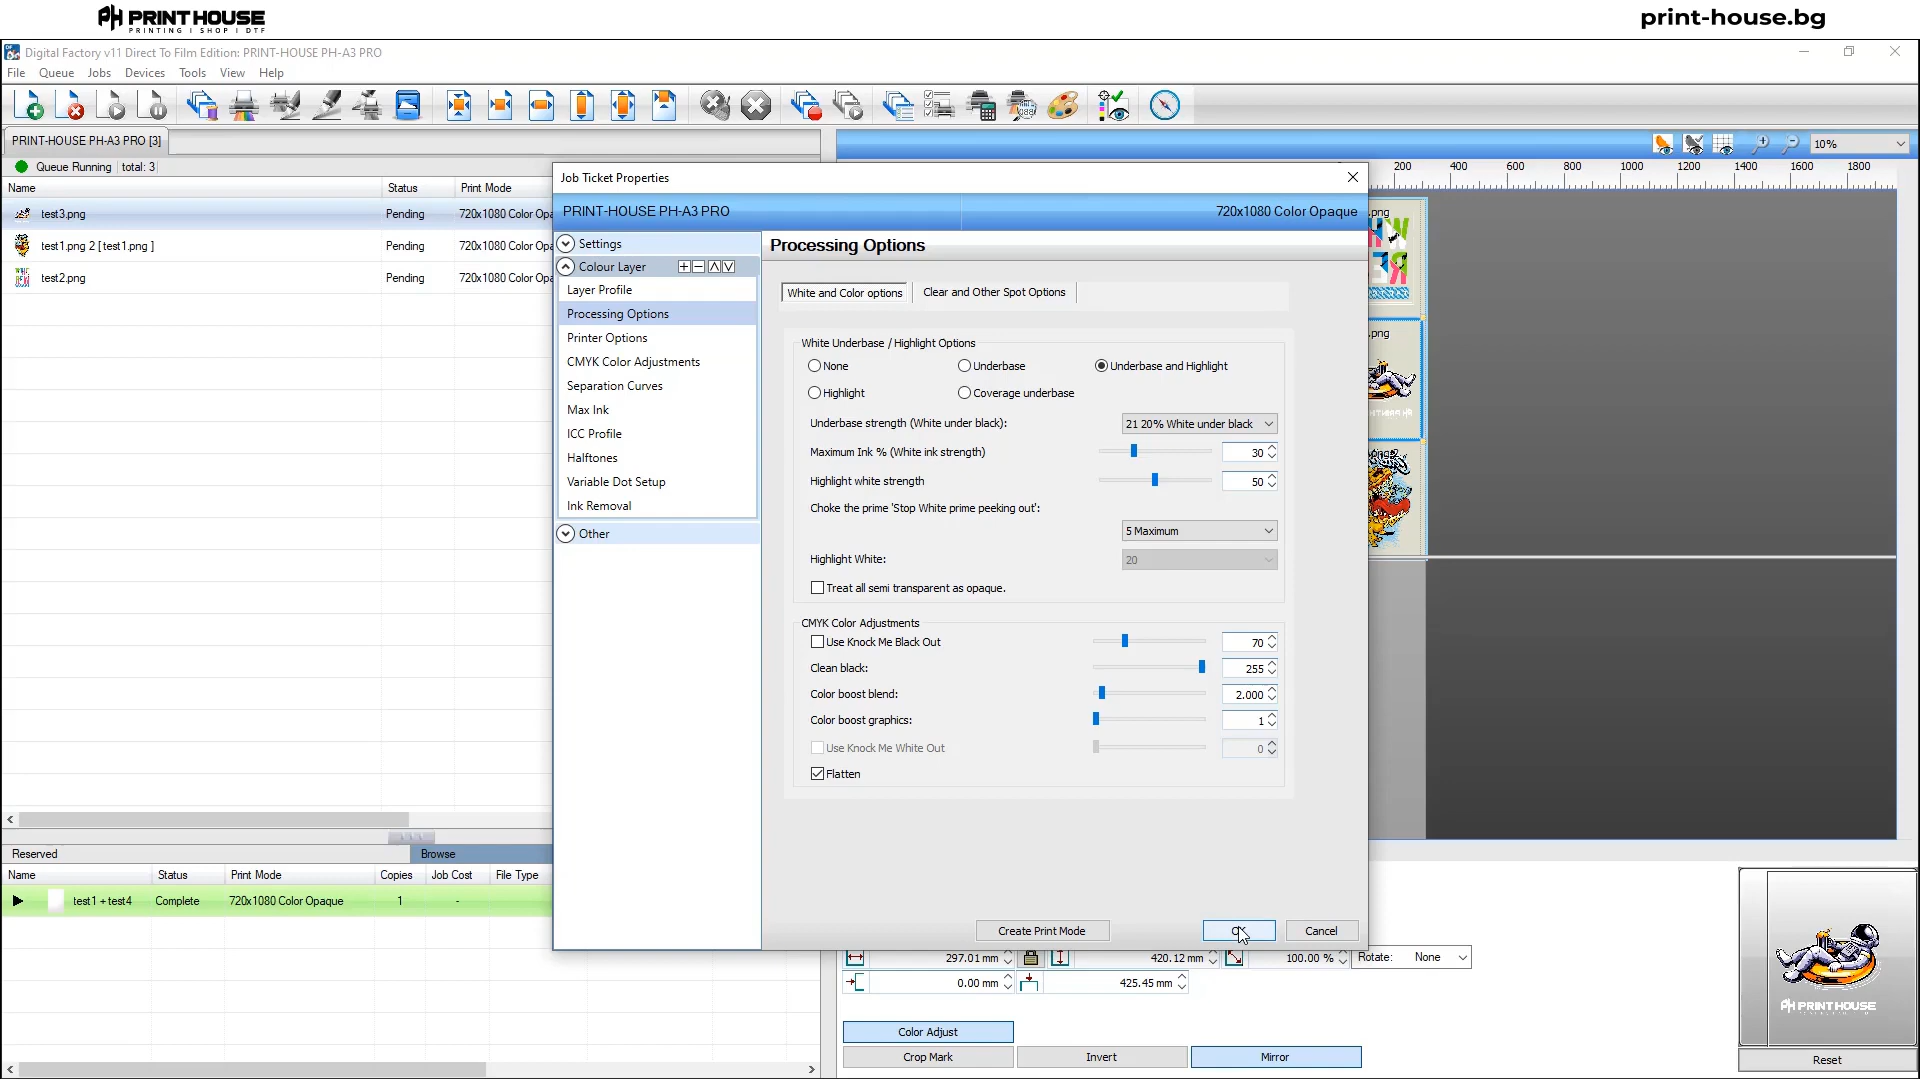 PH PRINT HOUSE
PRINTING | SHOP | DTF
print-house.bg
Digital Factory v11 Direct To Film Edition: PRINT-HOUSE PH-A3 PRO
File Queue Jobs Devices Tools View Help
PRINT-HOUSE PH-A3 PRO [3]
10%
Queue Running total: 3
200 400 600 800 1000 1200 1400 1600 1800
Name Status Print Mode
test3.png Pending 720x1080 Color Opa
test1.png 2 [ test1.png ] Pending 720x1080 Color Opa
test2.png Pending 720x1080 Color Opa
Job Ticket Properties
PRINT-HOUSE PH-A3 PRO 720x1080 Color Opaque
Settings
Colour Layer
Layer Profile
Processing Options
Printer Options
CMYK Color Adjustments
Separation Curves
Max Ink
ICC Profile
Halftones
Variable Dot Setup
Ink Removal
Other
Processing Options
White and Color options Clear and Other Spot Options
White Underbase / Highlight Options
None Underbase Underbase and Highlight
Highlight Coverage underbase
Underbase strength (White under black): 21 20% White under black
Maximum Ink % (White ink strength) 30
Highlight white strength 50
Choke the prime 'Stop White prime peeking out':
5 Maximum
Highlight White: 20
Treat all semi transparent as opaque.
CMYK Color Adjustments
Use Knock Me Black Out 70
Clean black: 255
Color boost blend: 2.000
Color boost graphics: 1
Use Knock Me White Out 0
Flatten
Create Print Mode Cancel
.png
.png
Reserved Browse
Name Status Print Mode Copies Job Cost File Type
test1 + test4 Complete 720x1080 Color Opaque 1 -
297.01 mm 420.12 mm 100.00 % Rotate: None
0.00 mm 425.45 mm
Color Adjust
Crop Mark Invert Mirror
PH PRINT HOUSE
Reset